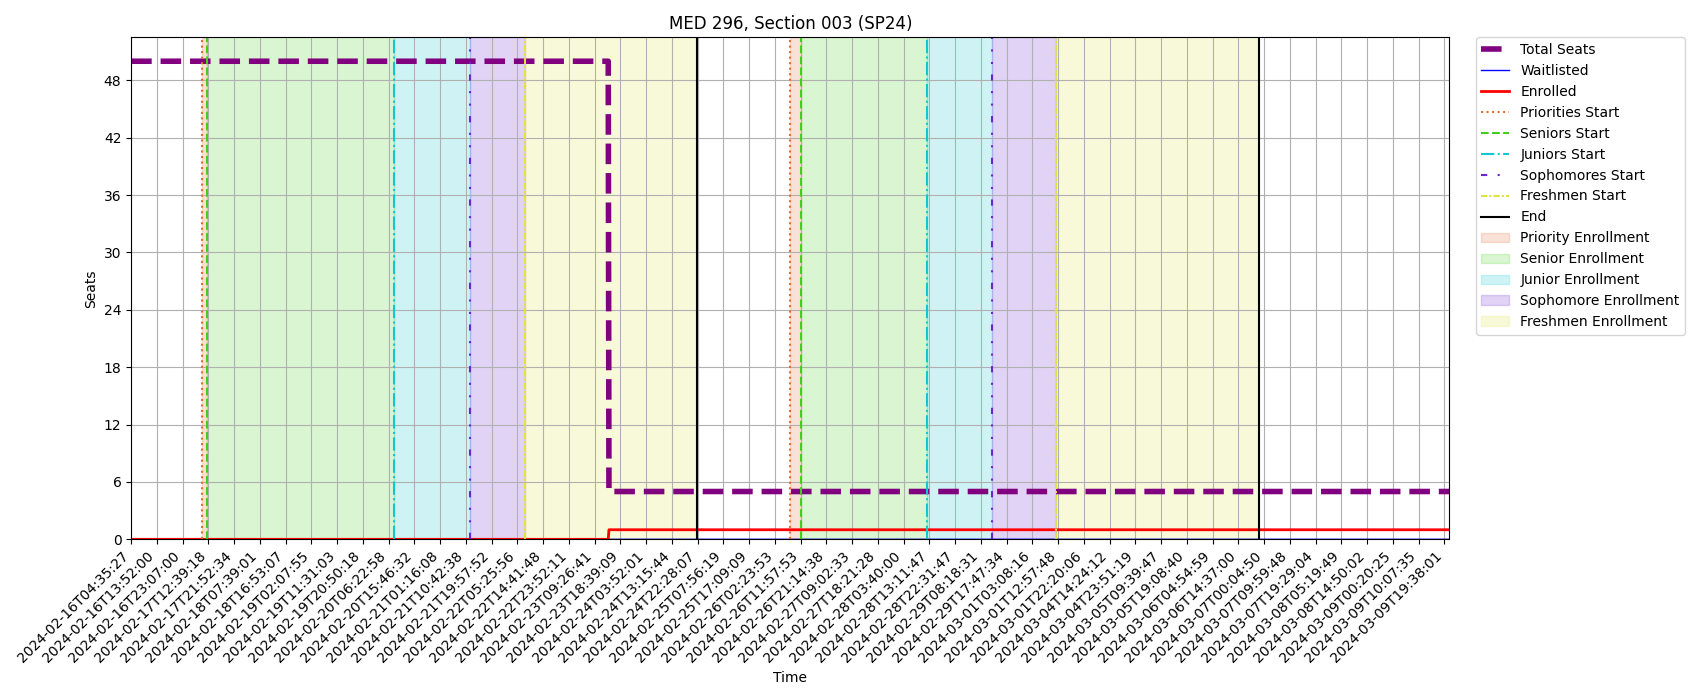 MED 296, Section 003 (SP24)
Seats
48
42
36
30
24
18
12
6
0
2024-02-16T04:35:27
2024-02-16T13:52:00
2024-02-16T23:07:00
2024-02-17T12:39:18
2024-02-17T21:52:34
2024-02-18T07:39:01
2024-02-18T16:53:07
2024-02-19T02:07:55
2024-02-19T11:31:03
2024-02-19T20:50:18
2024-02-20T06:22:58
2024-02-20T15:46:32
2024-02-21T01:16:08
2024-02-21T10:42:38
2024-02-21T19:57:52
2024-02-22T05:25:56
2024-02-22T14:41:48
2024-02-22T23:52:11
2024-02-23T09:26:41
2024-02-23T18:39:09
2024-02-24T03:52:01
2024-02-24T13:15:44
2024-02-24T22:28:07
2024-02-25T07:56:19
2024-02-25T17:09:09
2024-02-26T02:23:53
2024-02-26T11:57:53
2024-02-26T21:14:38
2024-02-27T09:02:33
2024-02-27T18:21:28
2024-02-28T03:40:00
2024-02-28T13:11:47
2024-02-28T22:31:47
2024-02-29T08:18:31
2024-02-29T17:47:34
2024-03-01T03:08:16
2024-03-01T12:57:48
2024-03-01T22:20:06
2024-03-04T14:24:12
2024-03-04T23:51:19
2024-03-05T09:39:47
2024-03-05T19:08:40
2024-03-06T04:54:59
2024-03-06T14:37:00
2024-03-07T00:04:50
2024-03-07T09:59:48
2024-03-07T19:29:04
2024-03-08T05:19:49
2024-03-08T14:50:02
2024-03-09T00:20:25
2024-03-09T10:07:35
2024-03-09T19:38:01
Time
Total Seats
Waitlisted
Enrolled
Priorities Start
Seniors Start
Juniors Start
Sophomores Start
Freshmen Start
End
Priority Enrollment
Senior Enrollment
Junior Enrollment
Sophomore Enrollment
Freshmen Enrollment